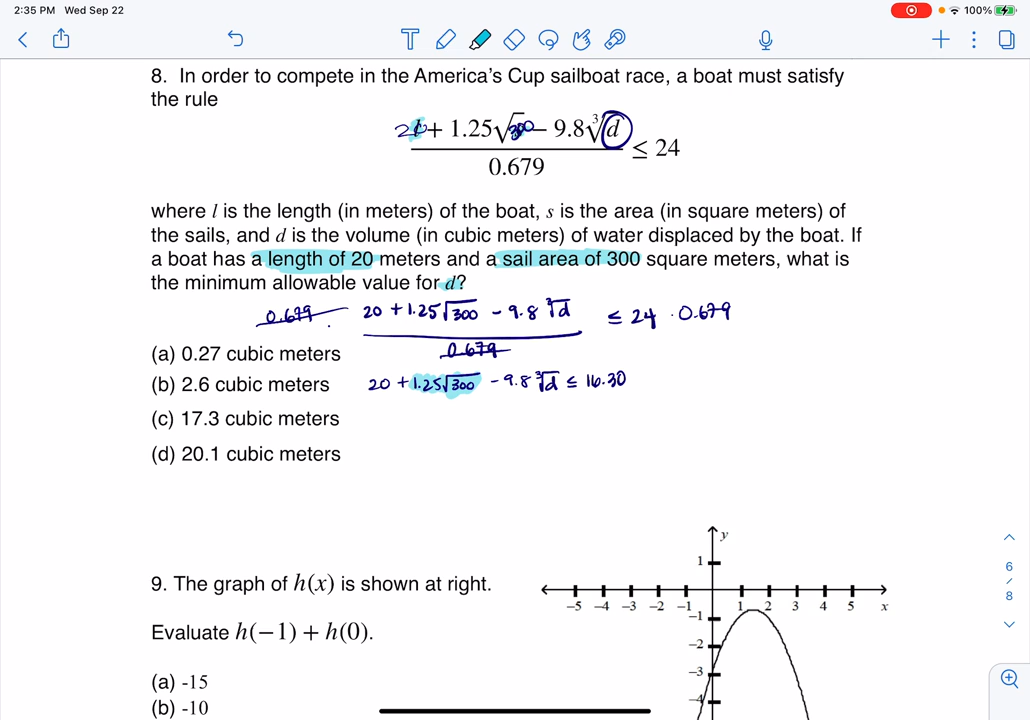 2:35 PM Wed Sep 22
100%
8. In order to compete in the America's Cup sailboat race, a boat must satisfy
the rule
20 + 1.25√300 − 9.8∛d
≤ 24
0.679
where l is the length (in meters) of the boat, s is the area (in square meters) of
the sails, and d is the volume (in cubic meters) of water displaced by the boat. If
a boat has a length of 20 meters and a sail area of 300 square meters, what is
the minimum allowable value for d?
0.679 · 20 + 1.25√300 − 9.8∛d ≤ 24 · 0.679
0.679
(a) 0.27 cubic meters
(b) 2.6 cubic meters
20 + 1.25√300 − 9.8∛d ≤ 16.30
(c) 17.3 cubic meters
(d) 20.1 cubic meters
6
/
8
9. The graph of h(x) is shown at right.
Evaluate h(−1) + h(0).
(a) -15
(b) -10
y
1
−5 −4 −3 −2 −1 1 2 3 4 5 x
−1
−2
−3
−4